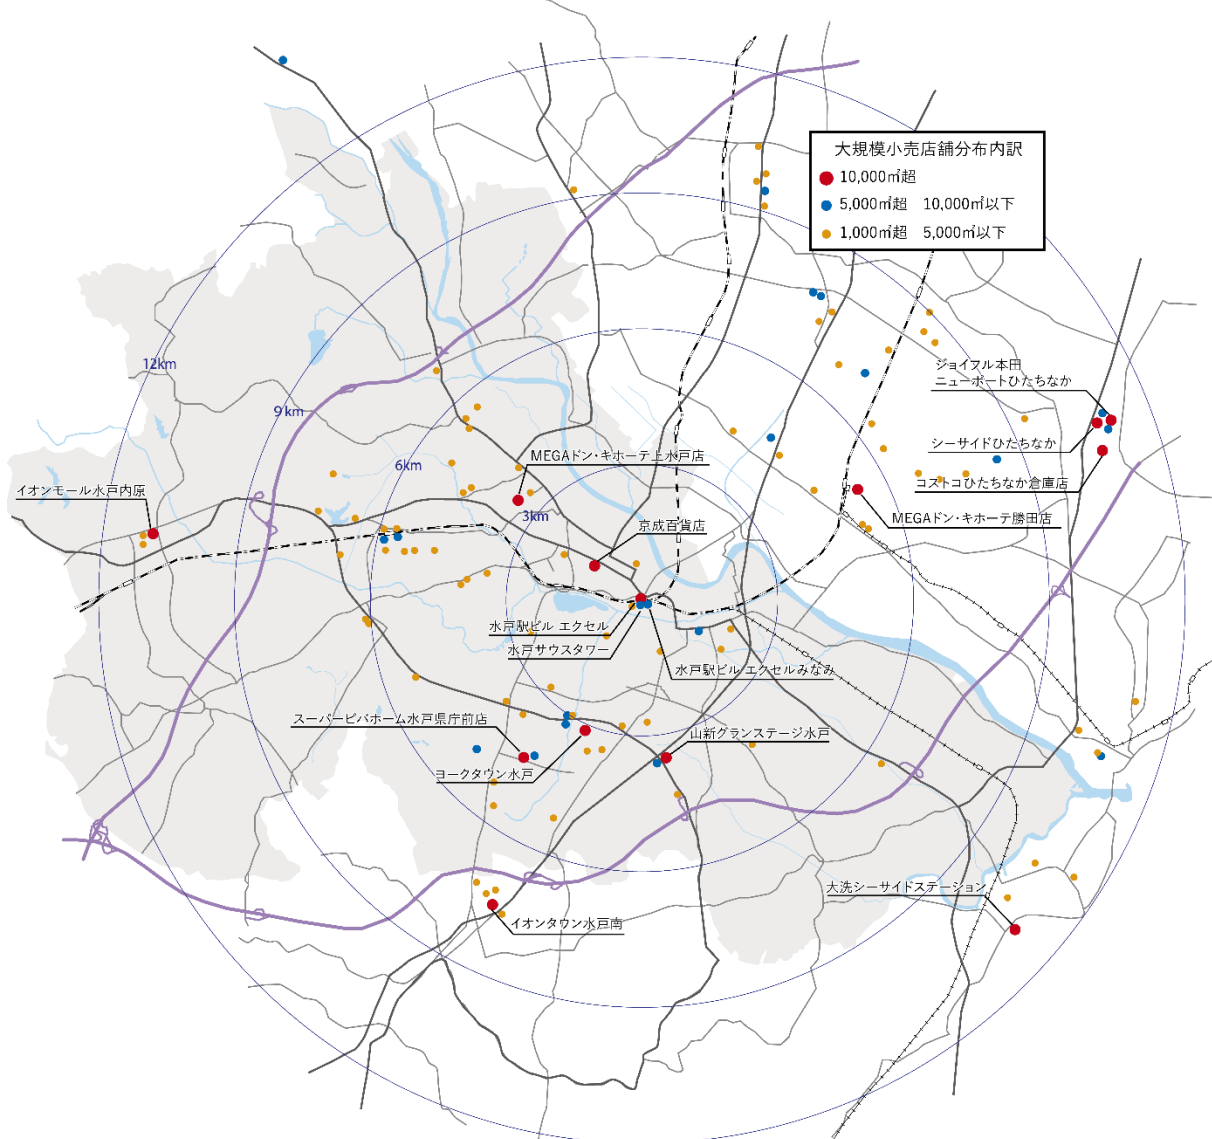 大規模小売店舗分布内訳
10,000㎡超
5,000㎡超　10,000㎡以下
1,000㎡超　5,000㎡以下
12km
9km
6km
3km
ジョイフル本田
ニューポートひたちなか
シーサイドひたちなか
コストコひたちなか倉庫店
MEGAドン・キホーテ上水戸店
イオンモール水戸内原
MEGAドン・キホーテ勝田店
京成百貨店
水戸駅ビル エクセル
水戸サウスタワー
水戸駅ビル エクセルみなみ
スーパービバホーム水戸県庁前店
山新グランステージ水戸
ヨークタウン水戸
大洗シーサイドステーション
イオンタウン水戸南